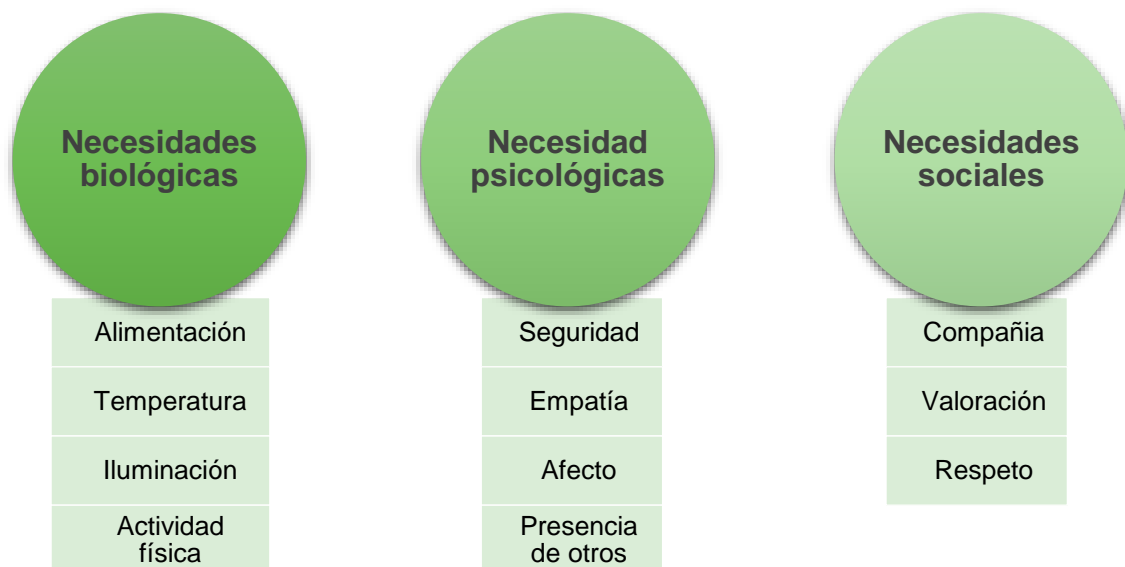 Necesidades
biológicas
Alimentación
Temperatura
Iluminación
Actividad
física
Necesidad
psicológicas
Seguridad
Empatía
Afecto
Presencia
de otros
Necesidades
sociales
Compañia
Valoración
Respeto